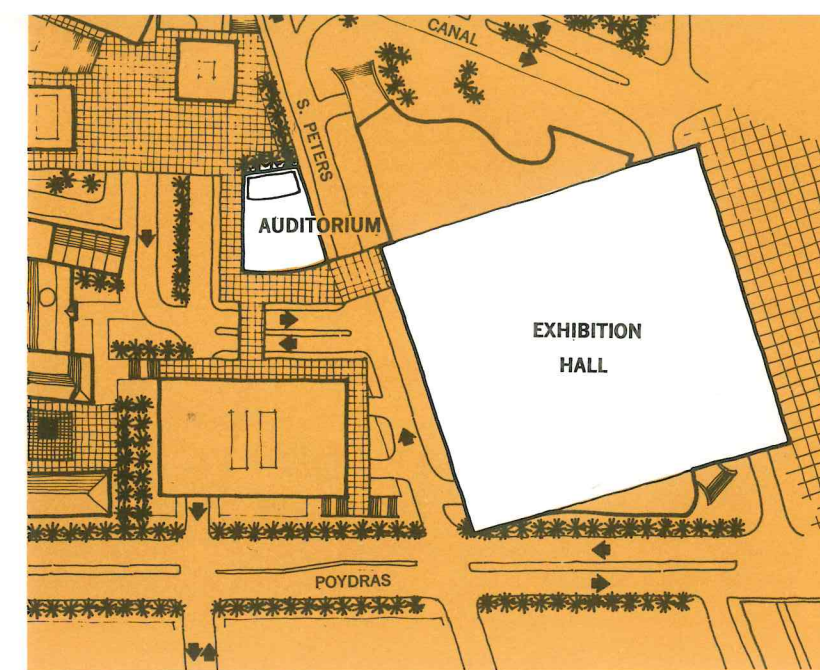 CANAL
S. PETERS
AUDITORIUM
EXHIBITION
HALL
POYDRAS